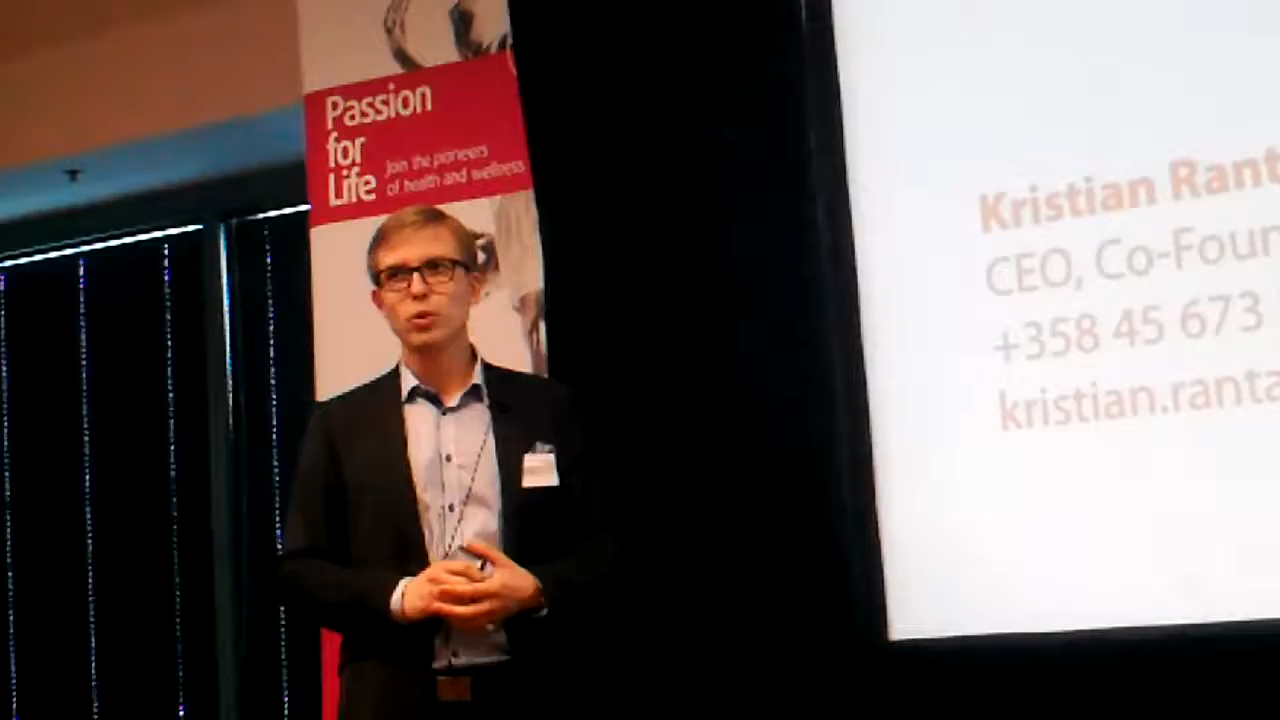 Passion
for
Life
Join the pioneers
of health and wellness
Kristian Rant
CEO, Co-Foun
+358 45 673
kristian.ranta